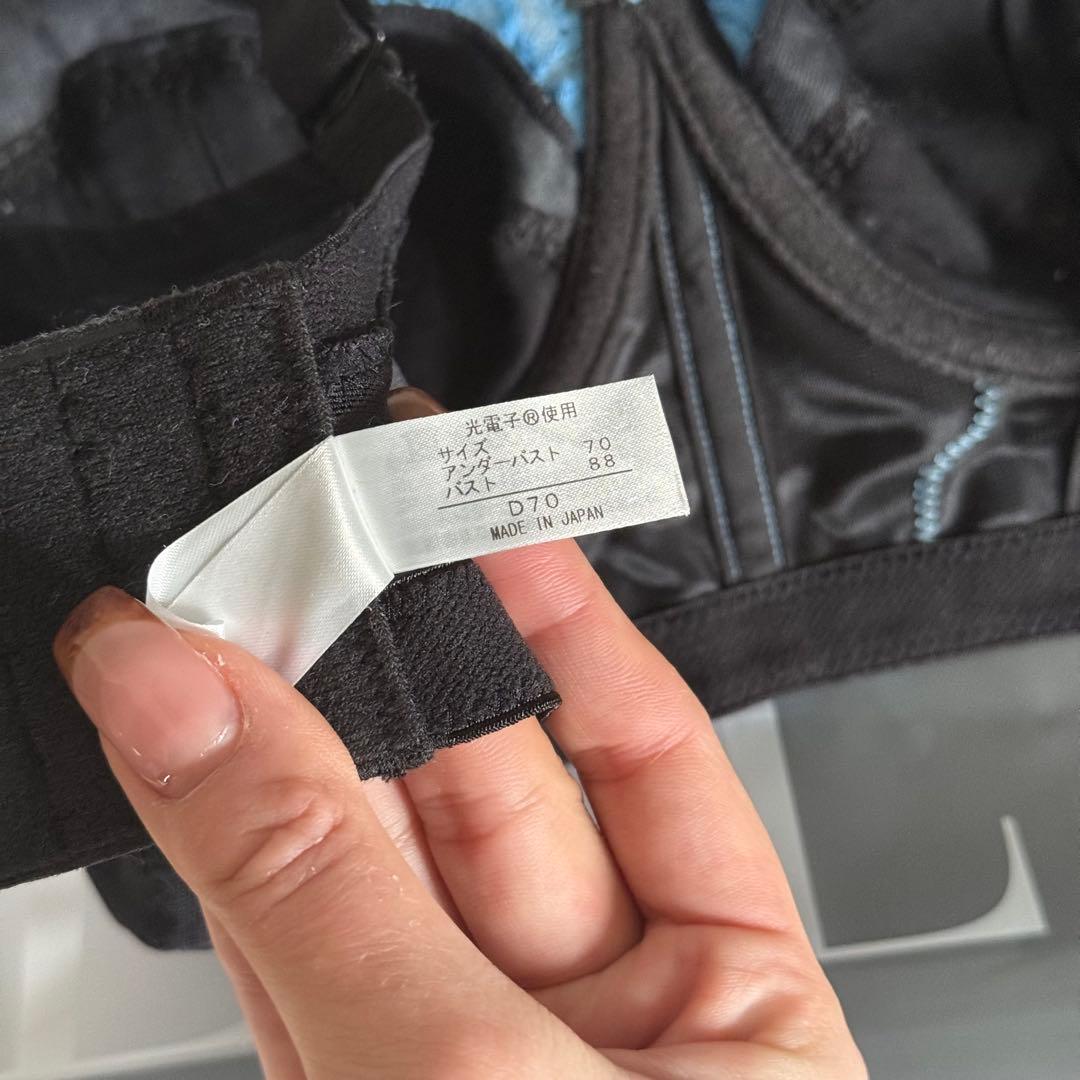 光電子®使用
サイズ
アンダーバスト 70
バスト 88
D70
MADE IN JAPAN